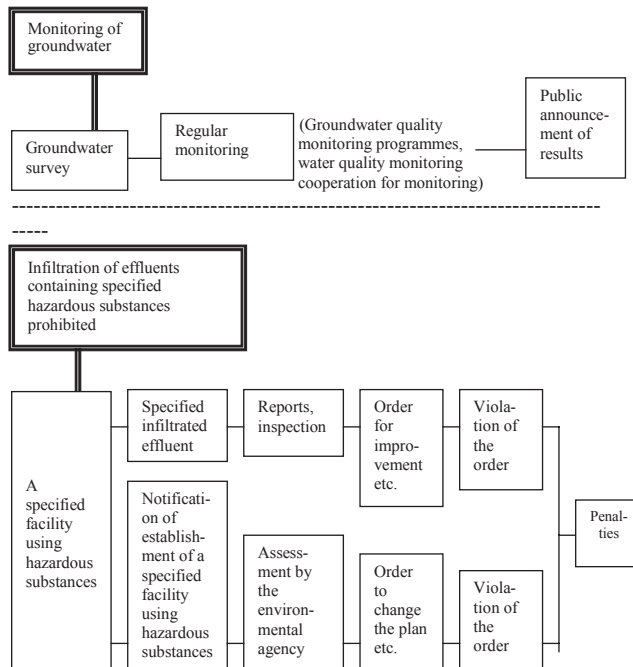 Monitoring of
groundwater
Groundwater
survey
Regular
monitoring
(Groundwater quality
monitoring programmes,
water quality monitoring
cooperation for monitoring)
Public
announce-
ment of
results
Infiltration of effluents
containing specified
hazardous substances
prohibited
A
specified
facility
using
hazardous
substances
Specified
infiltrated
effluent
Reports,
inspection
Order
for
impro-
vement
etc.
Viola-
tion of
the
order
Notificati-
on of
establish-
ment of a
specified
facility
using
hazardous
substances
Assess-
ment by
the
environ-
mental
agency
Order
to
change
the plan
etc.
Viola-
tion of
the
order
Penal-
ties